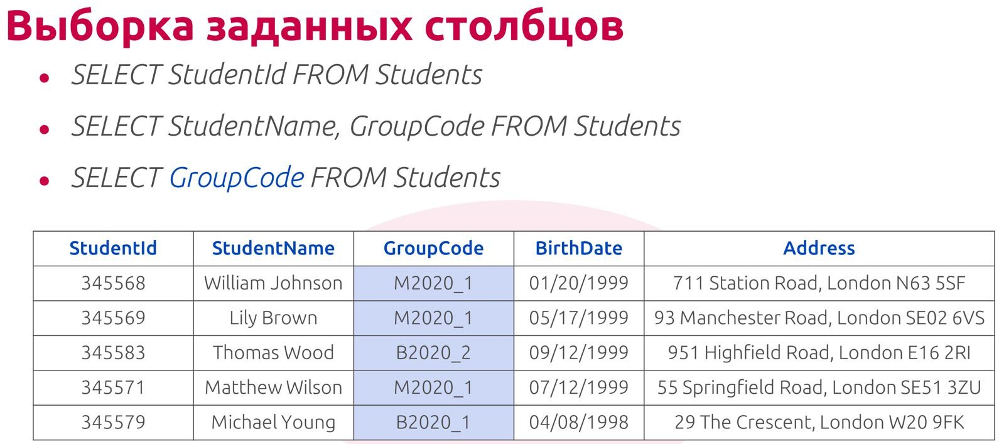 Выборка заданных столбцов
• SELECT StudentId FROM Students
• SELECT StudentName, GroupCode FROM Students
• SELECT GroupCode FROM Students
StudentId StudentName GroupCode BirthDate Address
345568 William Johnson M2020_1 01/20/1999 711 Station Road, London N63 5SF
345569 Lily Brown M2020_1 05/17/1999 93 Manchester Road, London SE02 6VS
345583 Thomas Wood B2020_2 09/12/1999 951 Highfield Road, London E16 2RI
345571 Matthew Wilson M2020_1 07/12/1999 55 Springfield Road, London SE51 3ZU
345579 Michael Young B2020_1 04/08/1998 29 The Crescent, London W20 9FK